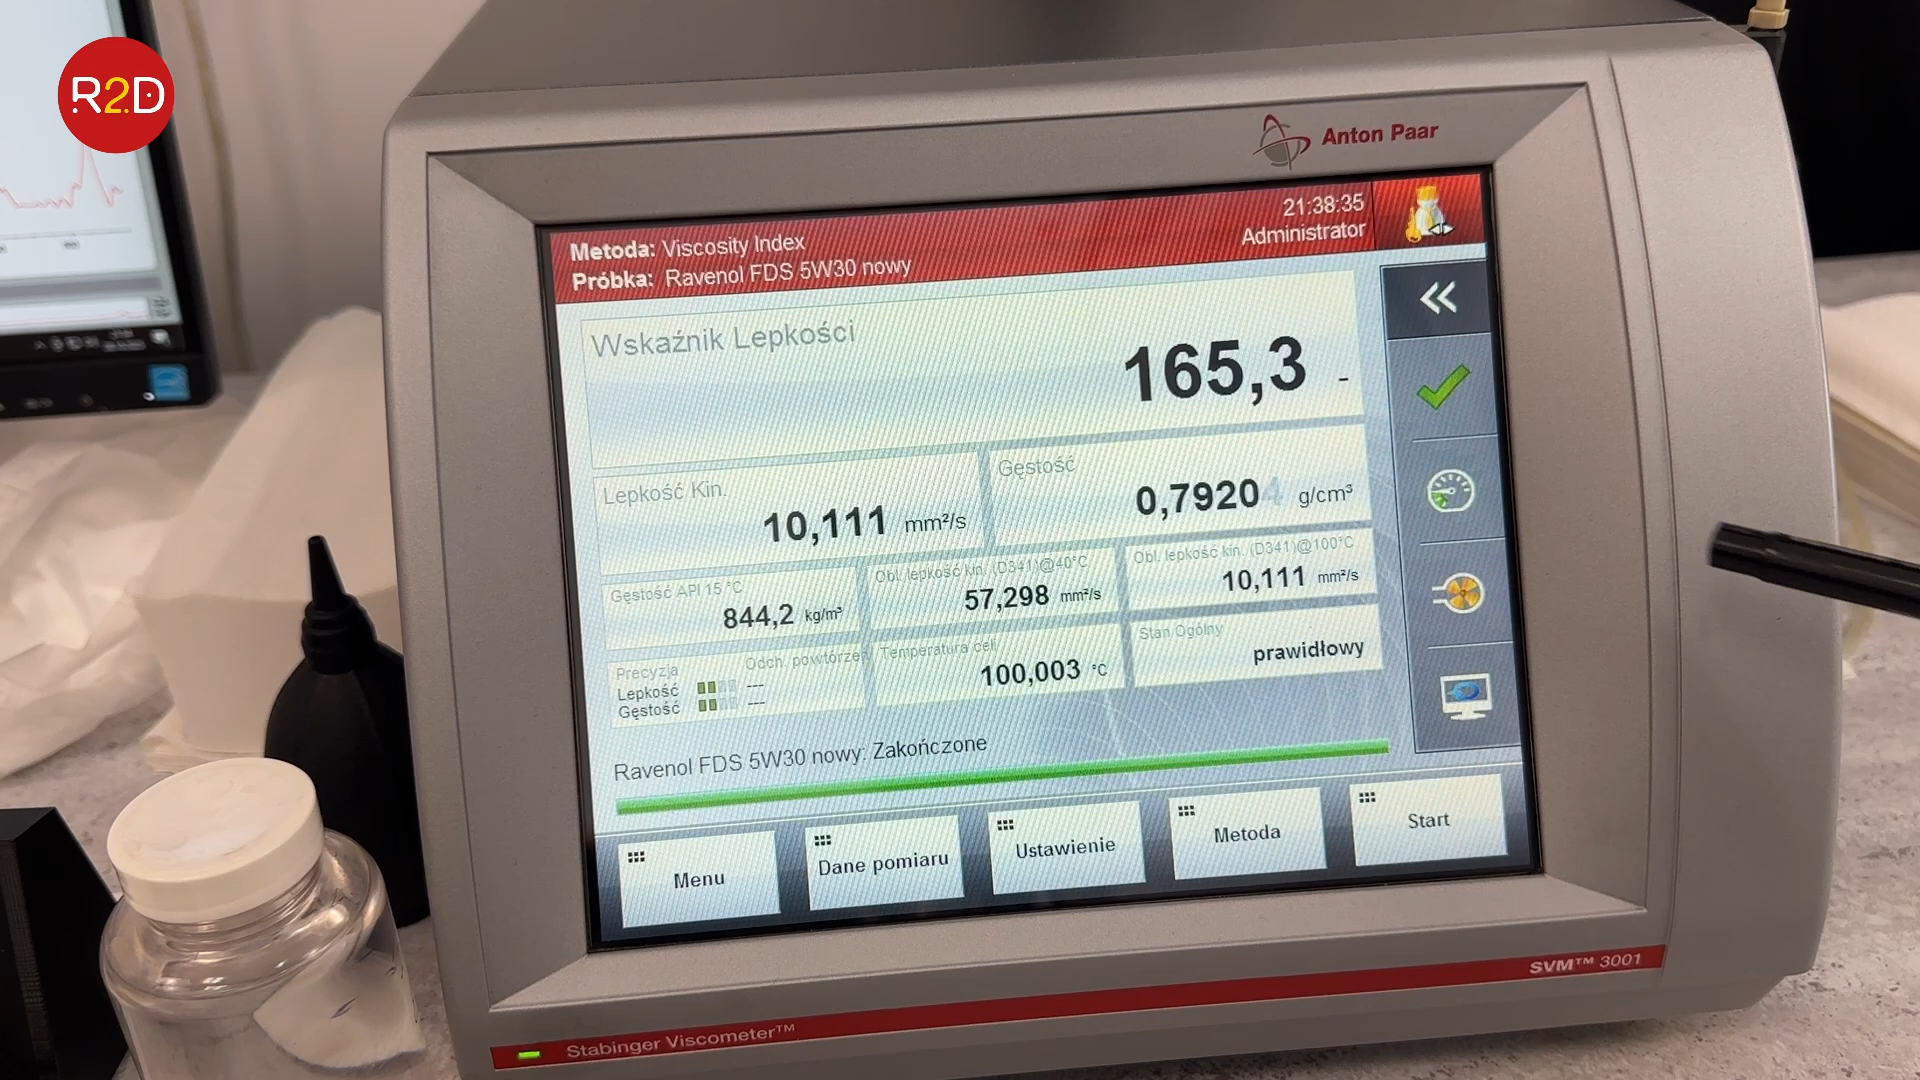 R2D
Anton Paar
Metoda: Viscosity Index
Próbka: Ravenol FDS 5W30 nowy
21:38:35
Administrator
Wskaźnik Lepkości
165,3 -
Lepkość Kin.
10,111 mm²/s
Gęstość
0,79204 g/cm³
Gęstość API 15 °C
844,2 kg/m³
Obl. lepkość kin. (D341)@40°C
57,298 mm²/s
Obl. lepkość kin. (D341)@100°C
10,111 mm²/s
Precyzja
Odch. powtórzeń
Lepkość ---
Gęstość ---
Temperatura celi
100,003 °C
Stan Ogólny
prawidłowy
Ravenol FDS 5W30 nowy: Zakończone
Menu
Dane pomiaru
Ustawienie
Metoda
Start
SVM™ 3001
Stabinger Viscometer™